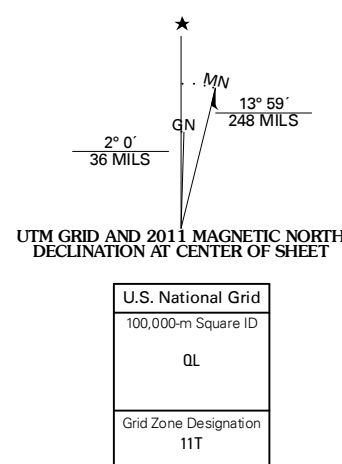 ★
MN
GN
13° 59´
248 MILS
2° 0´
36 MILS
UTM GRID AND 2011 MAGNETIC NORTH
DECLINATION AT CENTER OF SHEET
U.S. National Grid
100,000-m Square ID
QL
Grid Zone Designation
11T